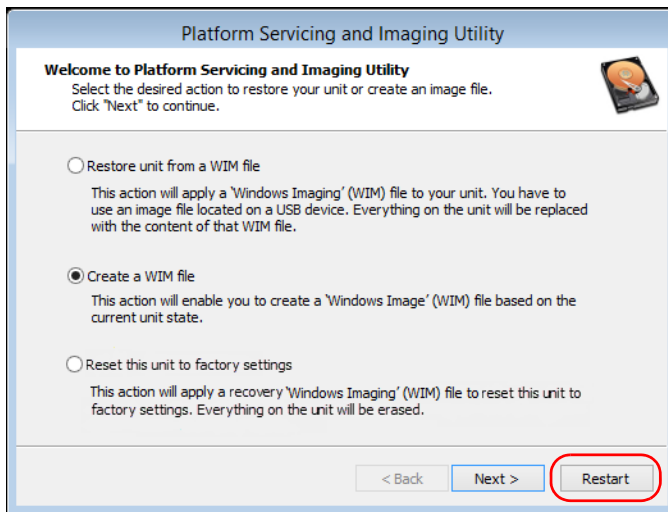 Platform Servicing and Imaging Utility
Welcome to Platform Servicing and Imaging Utility
Select the desired action to restore your unit or create an image file.
Click "Next" to continue.
Restore unit from a WIM file
This action will apply a 'Windows Imaging' (WIM) file to your unit. You have to
use an image file located on a USB device. Everything on the unit will be replaced
with the content of that WIM file.
Create a WIM file
This action will enable you to create a 'Windows Image' (WIM) file based on the
current unit state.
Reset this unit to factory settings
This action will apply a recovery 'Windows Imaging' (WIM) file to reset this unit to
factory settings. Everything on the unit will be erased.
< Back Next > Restart